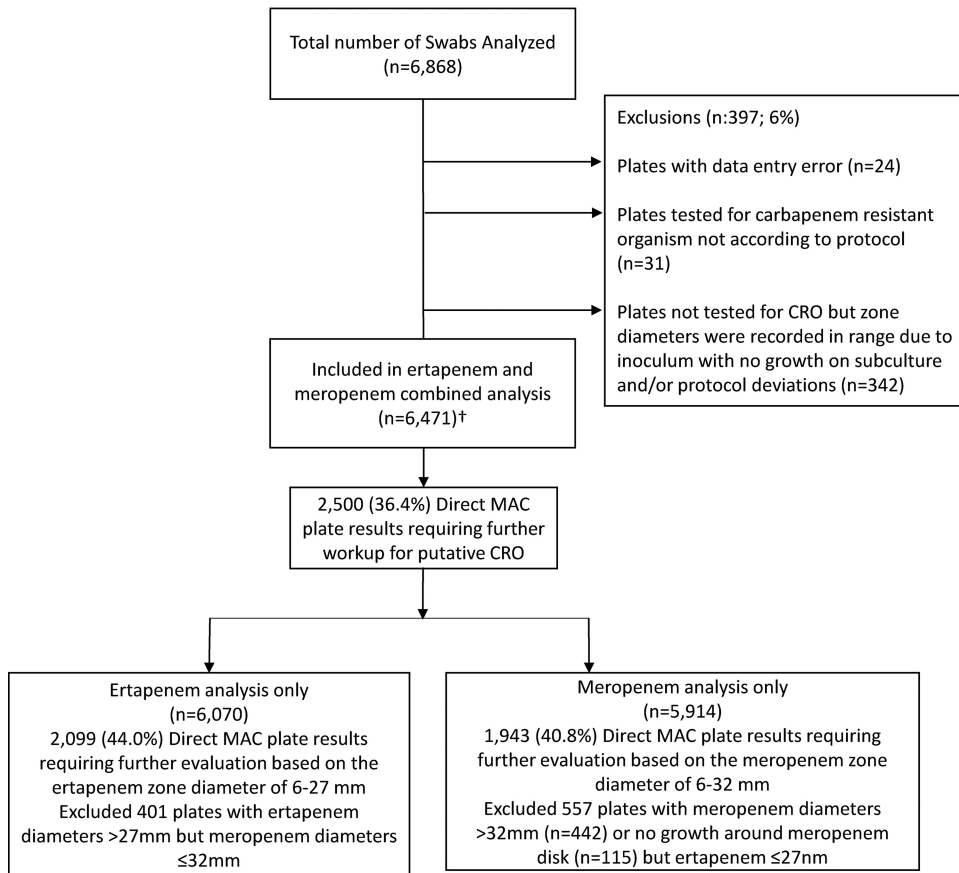 Total number of Swabs Analyzed
(n=6,868)
Exclusions (n:397; 6%)
Plates with data entry error (n=24)
Plates tested for carbapenem resistant
organism not according to protocol
(n=31)
Plates not tested for CRO but zone
diameters were recorded in range due to
inoculum with no growth on subculture
and/or protocol deviations (n=342)
Included in ertapenem and
meropenem combined analysis
(n=6,471)†
2,500 (36.4%) Direct MAC
plate results requiring further
workup for putative CRO
Ertapenem analysis only
(n=6,070)
2,099 (44.0%) Direct MAC plate results
requiring further evaluation based on the
ertapenem zone diameter of 6-27 mm
Excluded 401 plates with ertapenem
diameters >27mm but meropenem diameters
≤32mm
Meropenem analysis only
(n=5,914)
1,943 (40.8%) Direct MAC plate results requiring
further evaluation based on the meropenem zone
diameter of 6-32 mm
Excluded 557 plates with meropenem diameters
>32mm (n=442) or no growth around meropenem
disk (n=115) but ertapenem ≤27nm